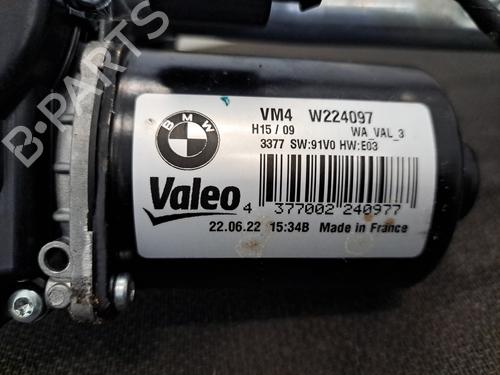 BMW
VM4 W224097
H15 / 09 WA_VAL_3
3377 SW:91V0 HW:E03
Valeo
4 377002 240977
22.06.22 15:34B Made in France
B-PARTS